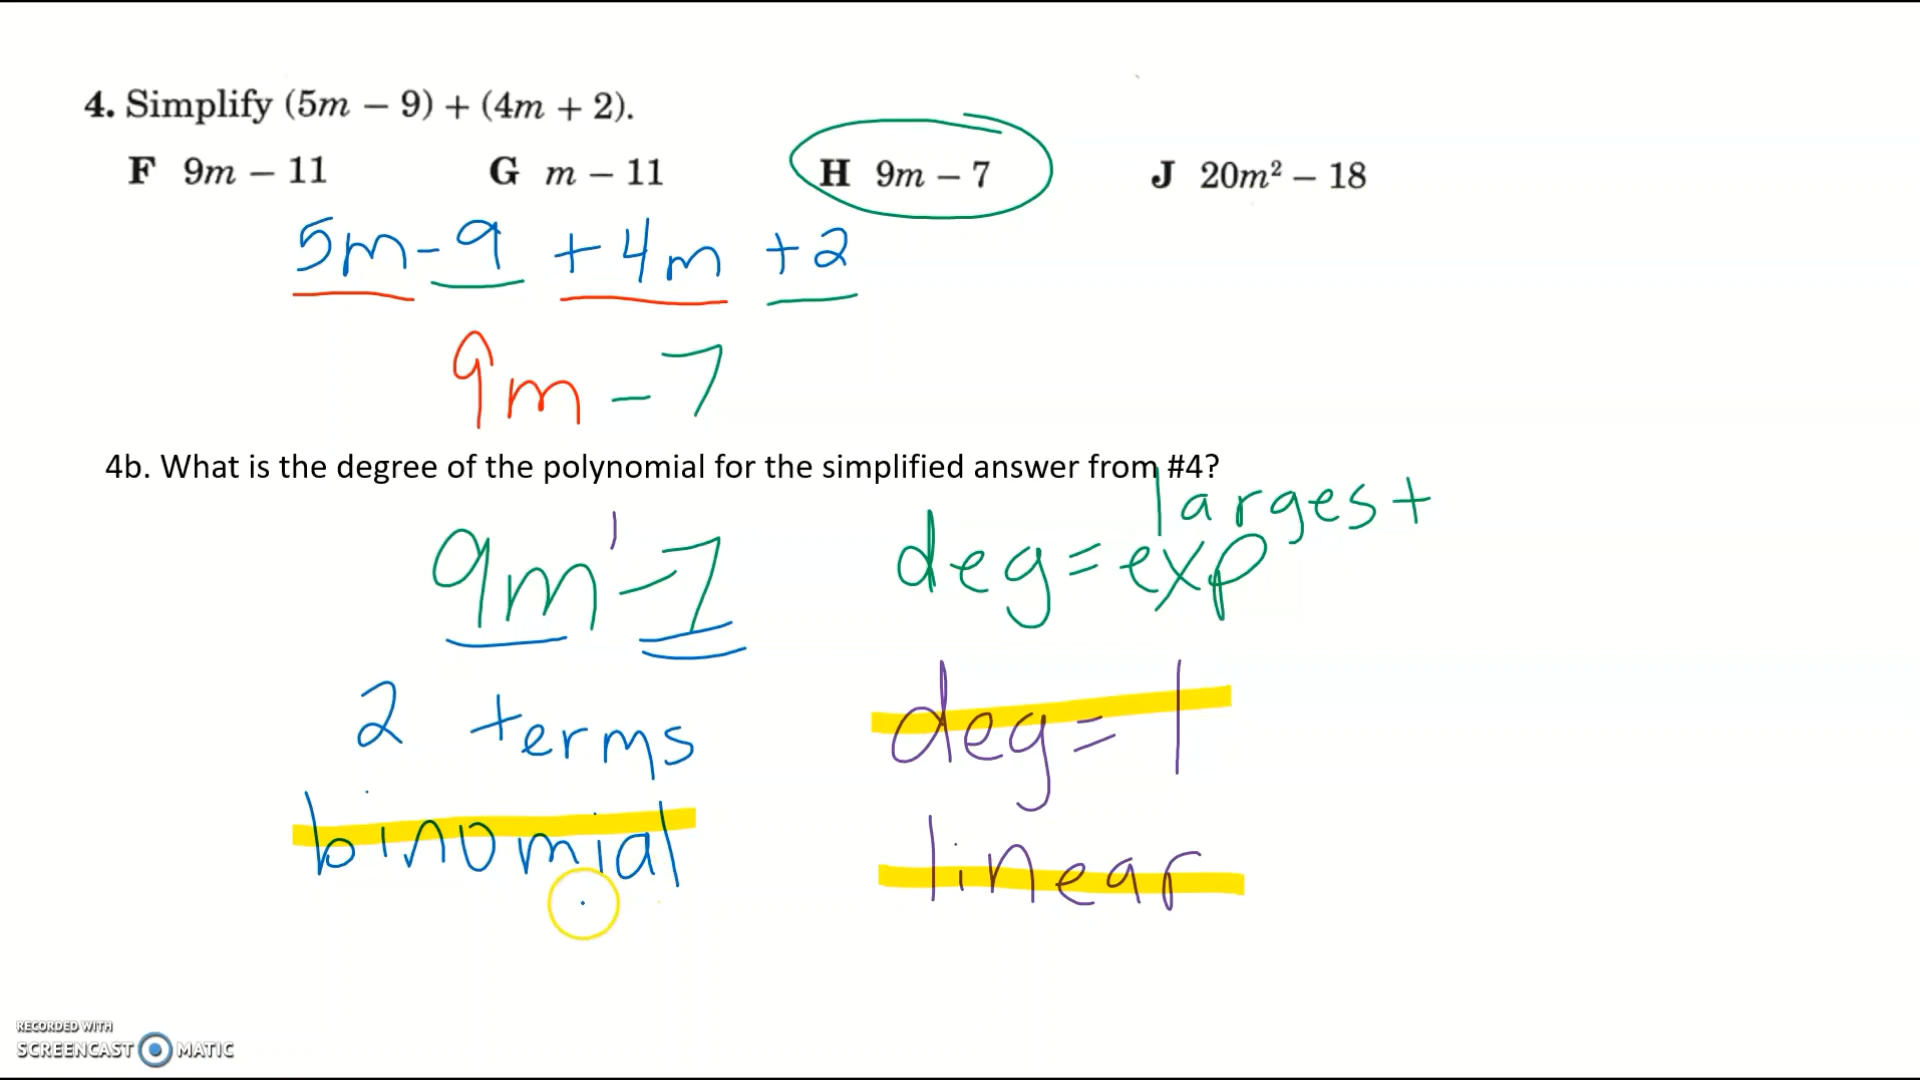 4. Simplify (5m − 9) + (4m + 2).
F 9m − 11 G m − 11 H 9m − 7 J 20m² − 18
5m - 9 + 4m + 2
9m - 7
4b. What is the degree of the polynomial for the simplified answer from #4?
largest
9m¹ - 7 deg = exp
2 terms deg = 1
binomial linear
RECORDED WITH
SCREENCAST MATIC